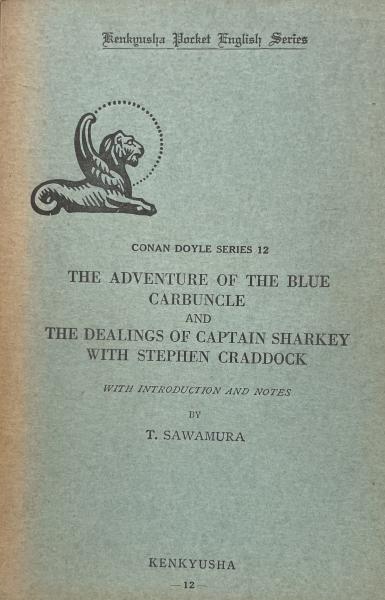 Kenkyusha Pocket English Series
CONAN DOYLE SERIES 12
THE ADVENTURE OF THE BLUE
CARBUNCLE
AND
THE DEALINGS OF CAPTAIN SHARKEY
WITH STEPHEN CRADDOCK
WITH INTRODUCTION AND NOTES
BY
T. SAWAMURA
KENKYUSHA
—12—